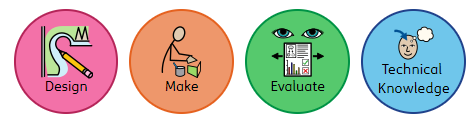 Design
Make
Evaluate
Technical
Knowledge